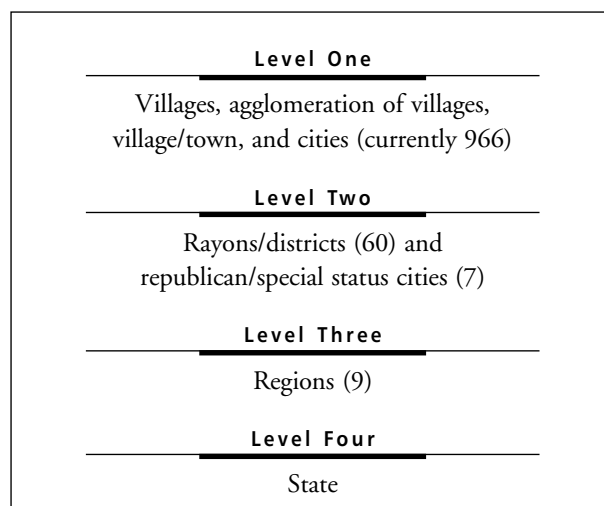 Level One
Villages, agglomeration of villages,
village/town, and cities (currently 966)
Level Two
Rayons/districts (60) and
republican/special status cities (7)
Level Three
Regions (9)
Level Four
State